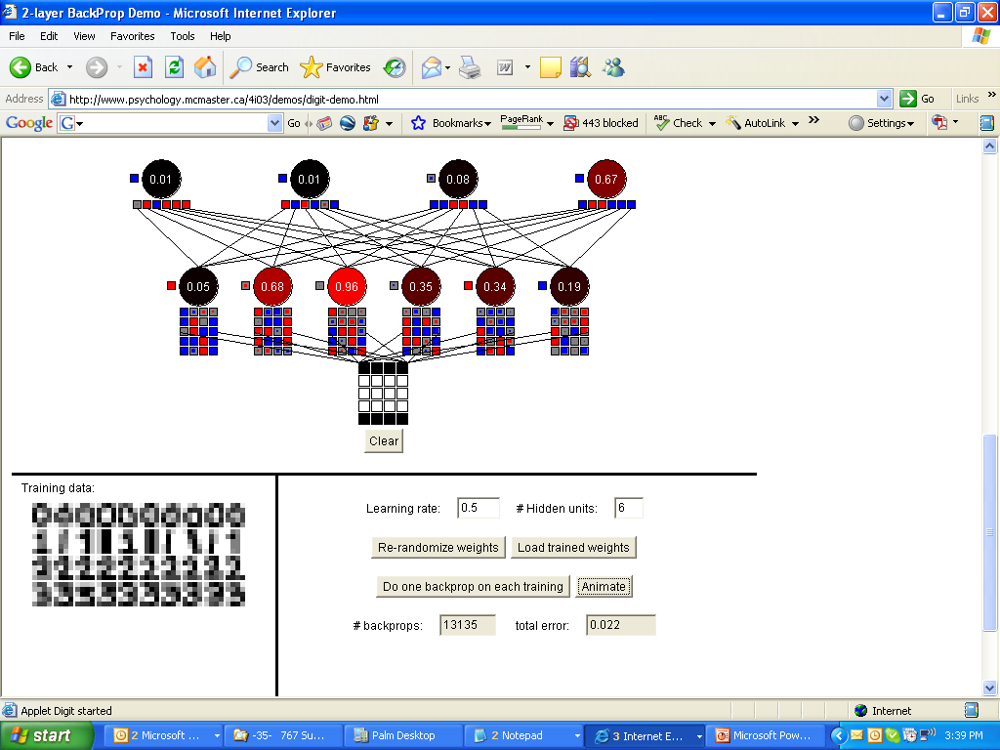 2-layer BackProp Demo - Microsoft Internet Explorer
File Edit View Favorites Tools Help
Back Search Favorites
Address http://www.psychology.mcmaster.ca/4i03/demos/digit-demo.html Go Links »
Google G Go Bookmarks PageRank 443 blocked ABC Check AutoLink » Settings
0.01 0.01 0.08 0.67
0.05 0.68 0.96 0.35 0.34 0.19
Clear
Training data:
Learning rate: 0.5 # Hidden units: 6
Re-randomize weights Load trained weights
Do one backprop on each training Animate
# backprops: 13135 total error: 0.022
Applet Digit started Internet
start 2 Microsoft ... -35- 767 Su... Palm Desktop 2 Notepad 3 Internet E... Microsoft Pow... 3:39 PM